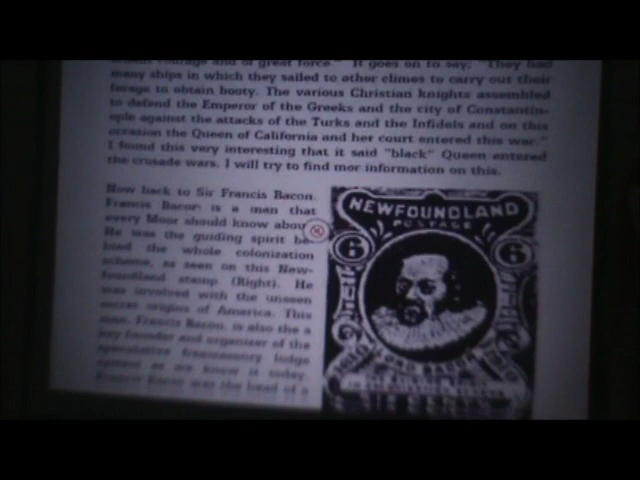 courage and of great force." It goes on to say, "They had
many ships in which they sailed to other climes to carry out their
forage to obtain booty. The various Christian knights assembled
to defend the Emperor of the Greeks and the city of Constantin-
ople against the attacks of the Turks and the Infidels and on this
occasion the Queen of California and her court entered this war."
I found this very interesting that it said "black" Queen entered
the crusade wars. I will try to find mor information on this.
Now back to Sir Francis Bacon.
Francis Bacon is a man that
every Moor should know about
He was the guiding spirit be-
hind the whole colonization
scheme, as seen on this New-
foundland stamp (Right). He
was involved with the unseen
secret origins of America. This
man, Francis Bacon, is also the a
key founder and organizer of the
speculative freemasonry lodge
system as we know it today.
Francis Bacon was the head of a
NEWFOUNDLAND
POSTAGE
6 6
LORD BACON